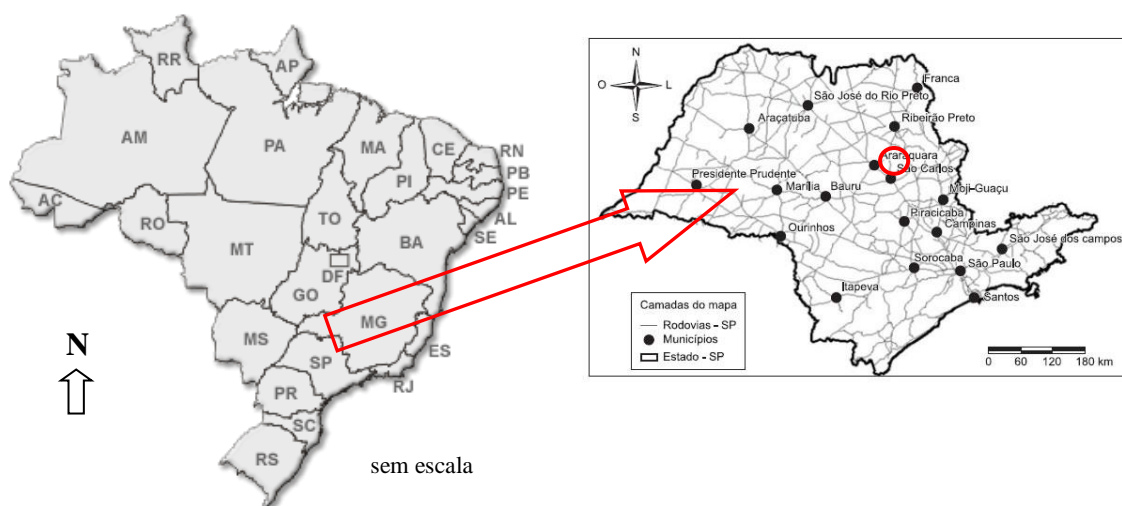 RR
AP
AM
PA
MA
CE
RN
PB
PE
AL
SE
PI
AC
RO
TO
BA
MT
DF
GO
MG
MS
ES
SP
RJ
PR
SC
RS
N
sem escala
N
O
L
S
Franca
São José do Rio Preto
Araçatuba
Ribeirão Preto
Araraquara
São Carlos
Presidente Prudente
Marília
Bauru
Moji-Guaçu
Piracicaba
Campinas
Ourinhos
São José dos campos
Sorocaba
São Paulo
Itapeva
Santos
Camadas do mapa
Rodovias - SP
Municípios
Estado - SP
0 60 120 180 km